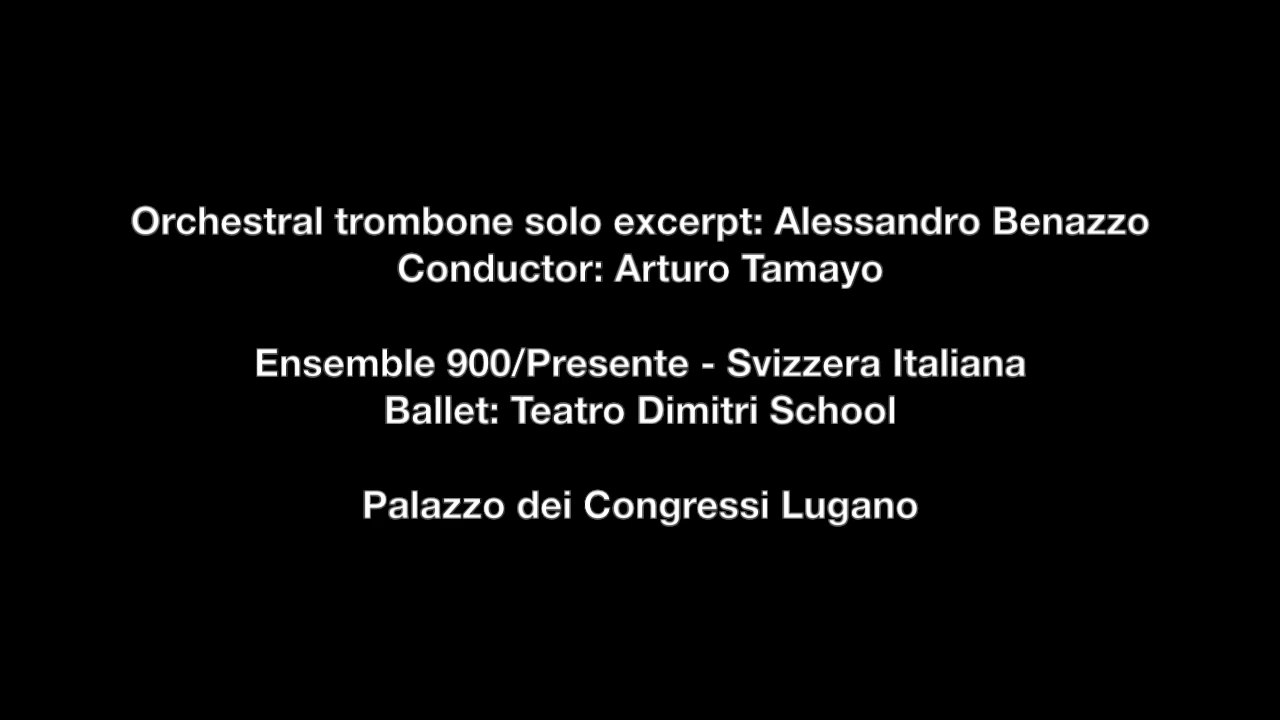 Orchestral trombone solo excerpt: Alessandro Benazzo
Conductor: Arturo Tamayo
Ensemble 900/Presente - Svizzera Italiana
Ballet: Teatro Dimitri School
Palazzo dei Congressi Lugano